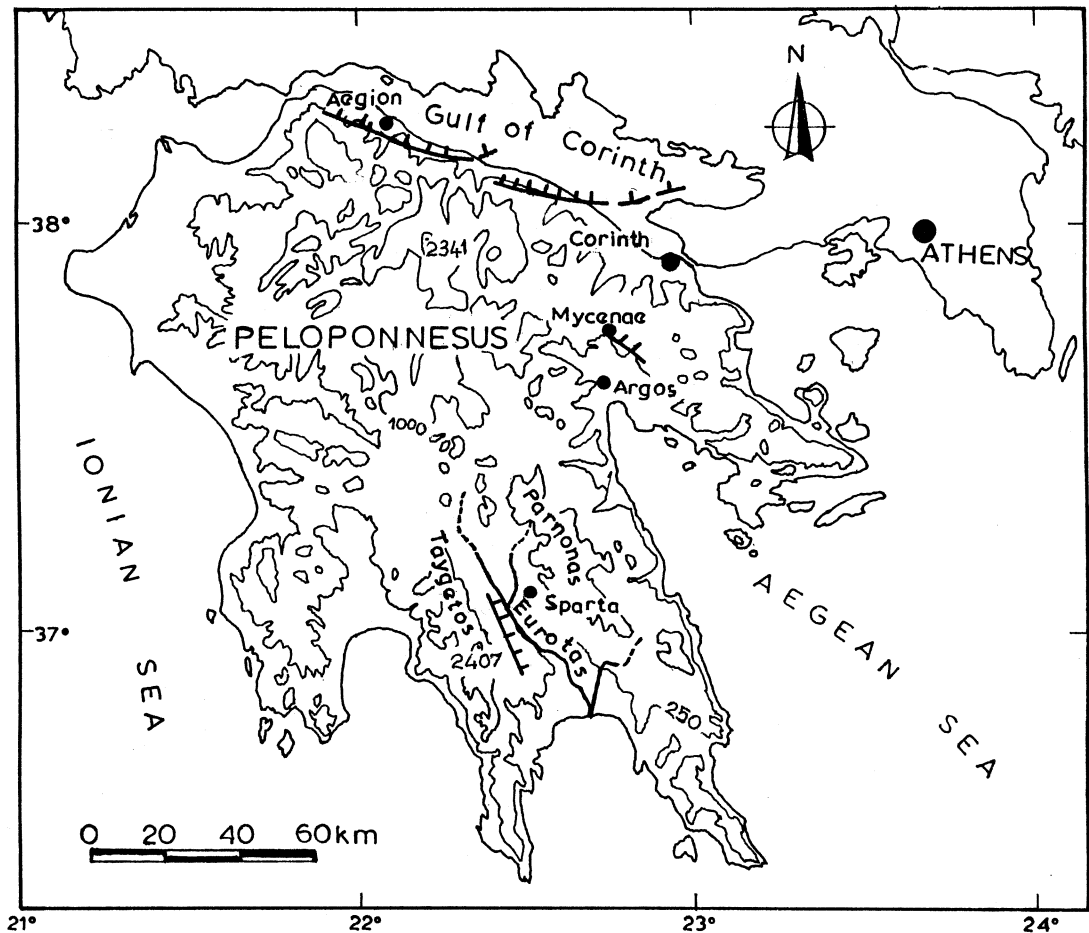 N
Aegion
Gulf of Corinth
38°
Corinth
ATHENS
2341
Mycenae
PELOPONNESUS
Argos
1000
IONIAN SEA
Parnonas
Taygetos
Sparta
Eurotas
AEGEAN SEA
37°
2407
250
0 20 40 60km
21° 22° 23° 24°